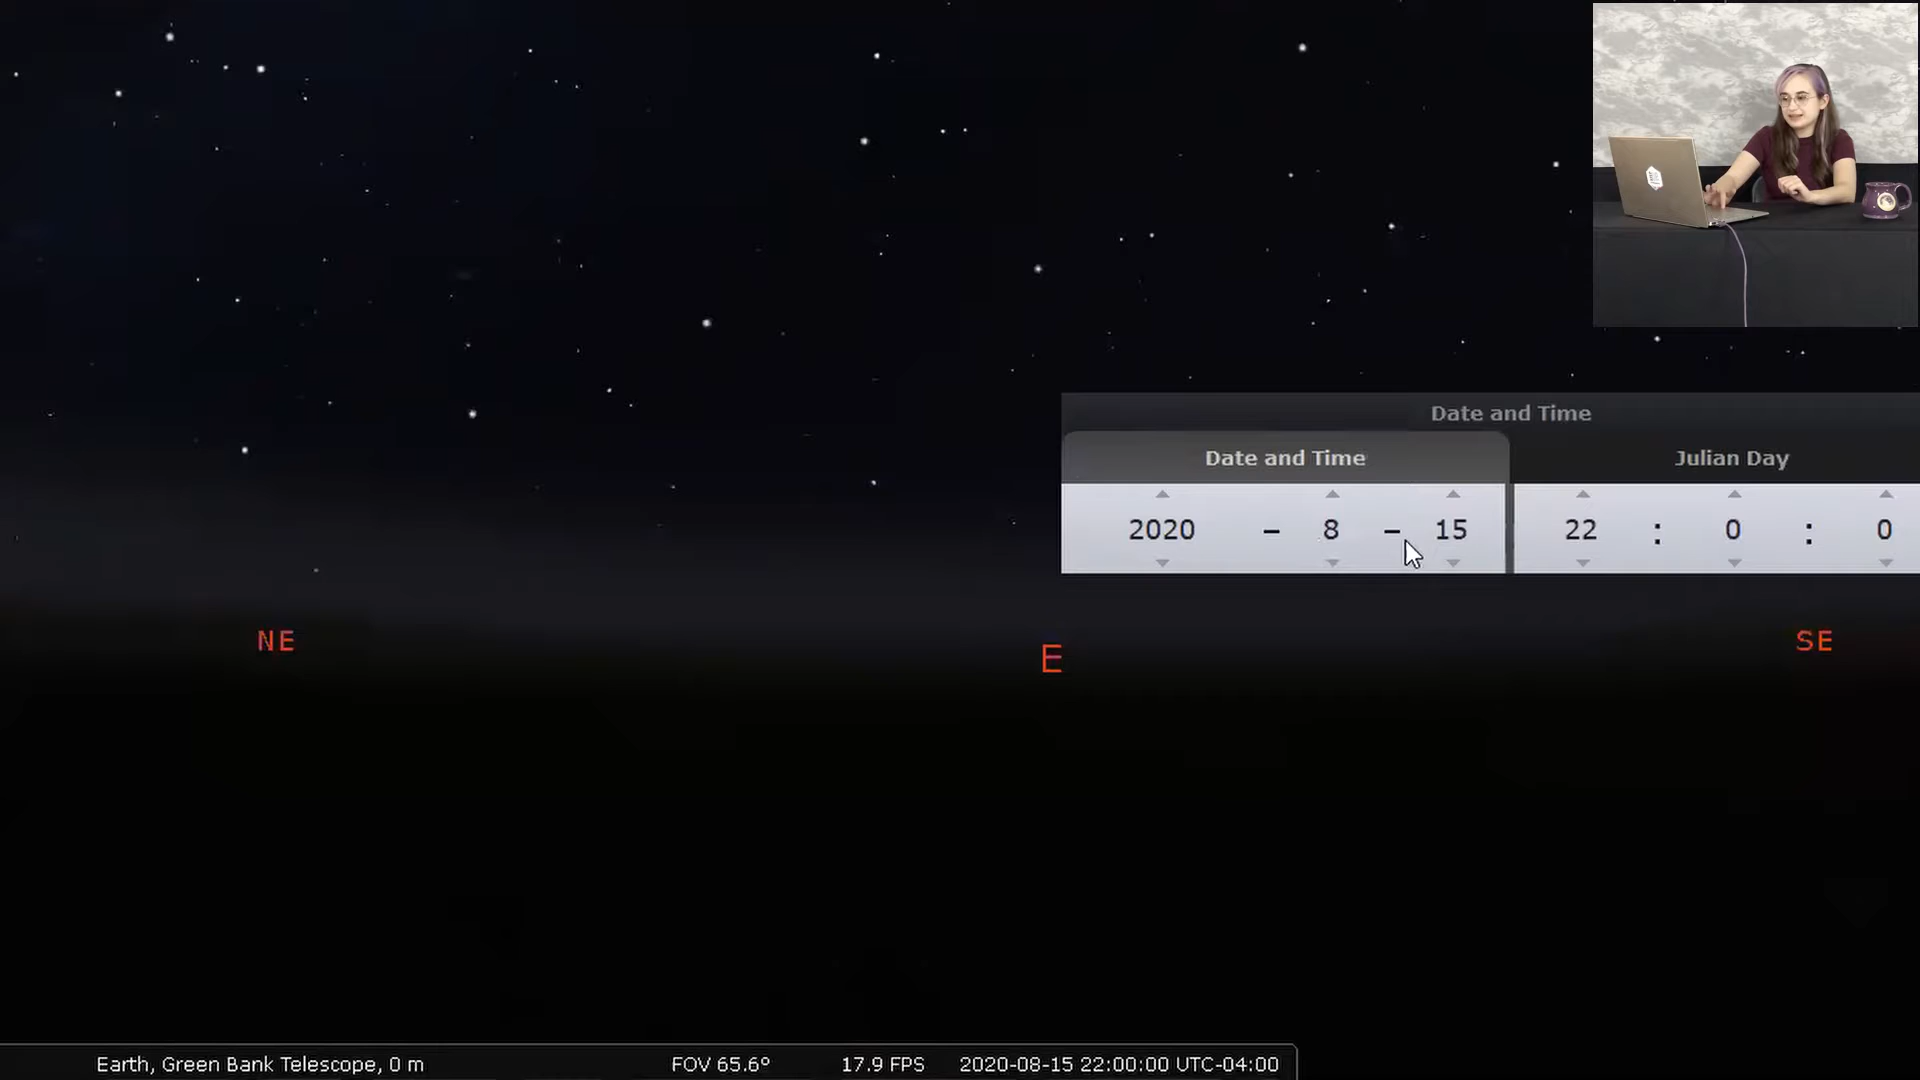 Date and Time
Date and Time Julian Day
2020 - 8 - 15 22 : 0 : 0
NE E SE
Earth, Green Bank Telescope, 0 m FOV 65.6° 17.9 FPS 2020-08-15 22:00:00 UTC-04:00